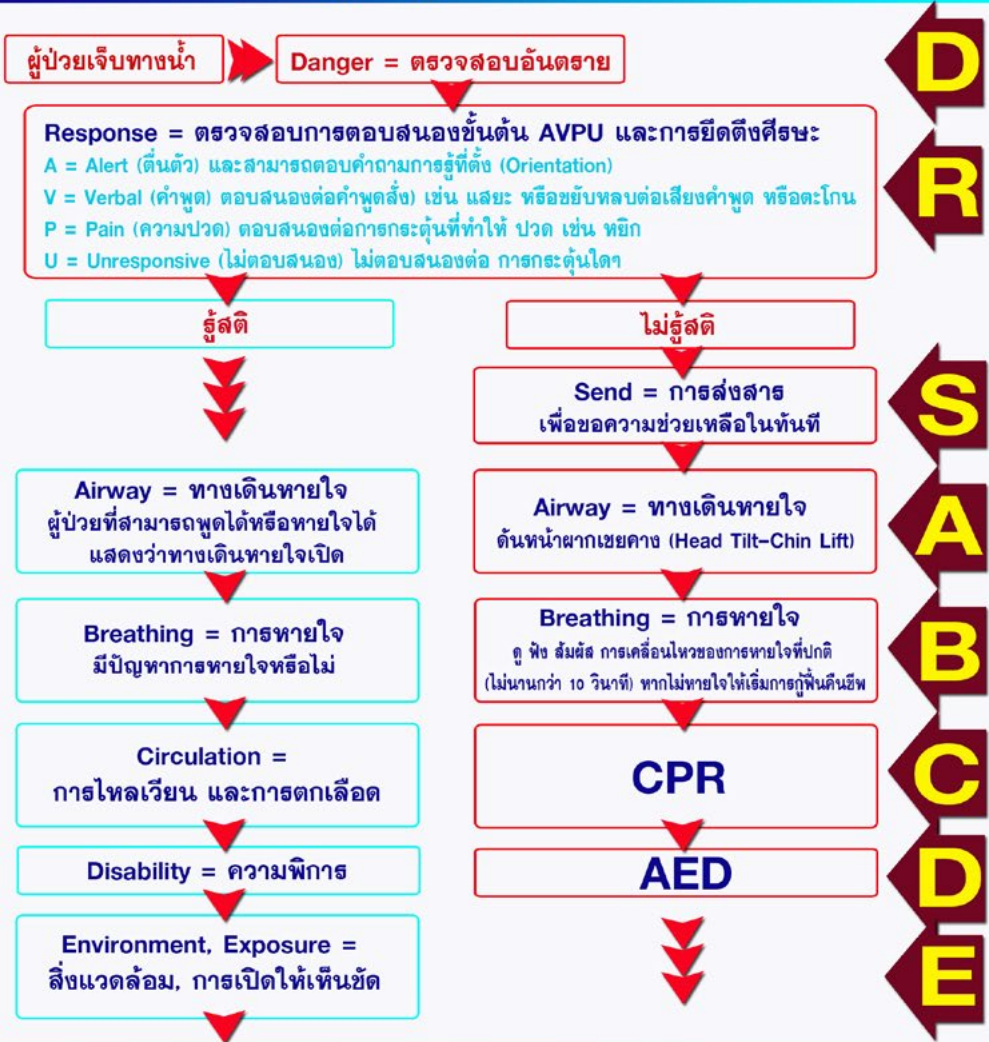 ผู้ป่วยเจ็บทางน้ำ
Danger = ตรวจสอบอันตราย
D
Response = ตรวจสอบการตอบสนองขั้นต้น AVPU และการยึดตึงศีรษะ
A = Alert (ตื่นตัว) และสามารถตอบคำถามการรู้ที่ตั้ง (Orientation)
V = Verbal (คำพูด) ตอบสนองต่อคำพูดสั่ง) เช่น แสยะ หรือขยับหลบต่อเสียงคำพูด หรือตะโกน
P = Pain (ความปวด) ตอบสนองต่อการกระตุ้นที่ทำให้ ปวด เช่น หยิก
U = Unresponsive (ไม่ตอบสนอง) ไม่ตอบสนองต่อ การกระตุ้นใดๆ
R
รู้สติ
ไม่รู้สติ
Send = การส่งสาร
เพื่อขอความช่วยเหลือในทันที
S
Airway = ทางเดินหายใจ
ผู้ป่วยที่สามารถพูดได้หรือหายใจได้
แสดงว่าทางเดินหายใจเปิด
Airway = ทางเดินหายใจ
ดันหน้าผากเชยคาง (Head Tilt-Chin Lift)
A
Breathing = การหายใจ
มีปัญหาการหายใจหรือไม่
Breathing = การหายใจ
ดู ฟัง สัมผัส การเคลื่อนไหวของการหายใจที่ปกติ
(ไม่นานกว่า 10 วินาที) หากไม่หายใจให้เริ่มการกู้ฟื้นคืนชีพ
B
Circulation =
การไหลเวียน และการตกเลือด
CPR
C
Disability = ความพิการ
AED
D
Environment, Exposure =
สิ่งแวดล้อม, การเปิดให้เห็นชัด
E